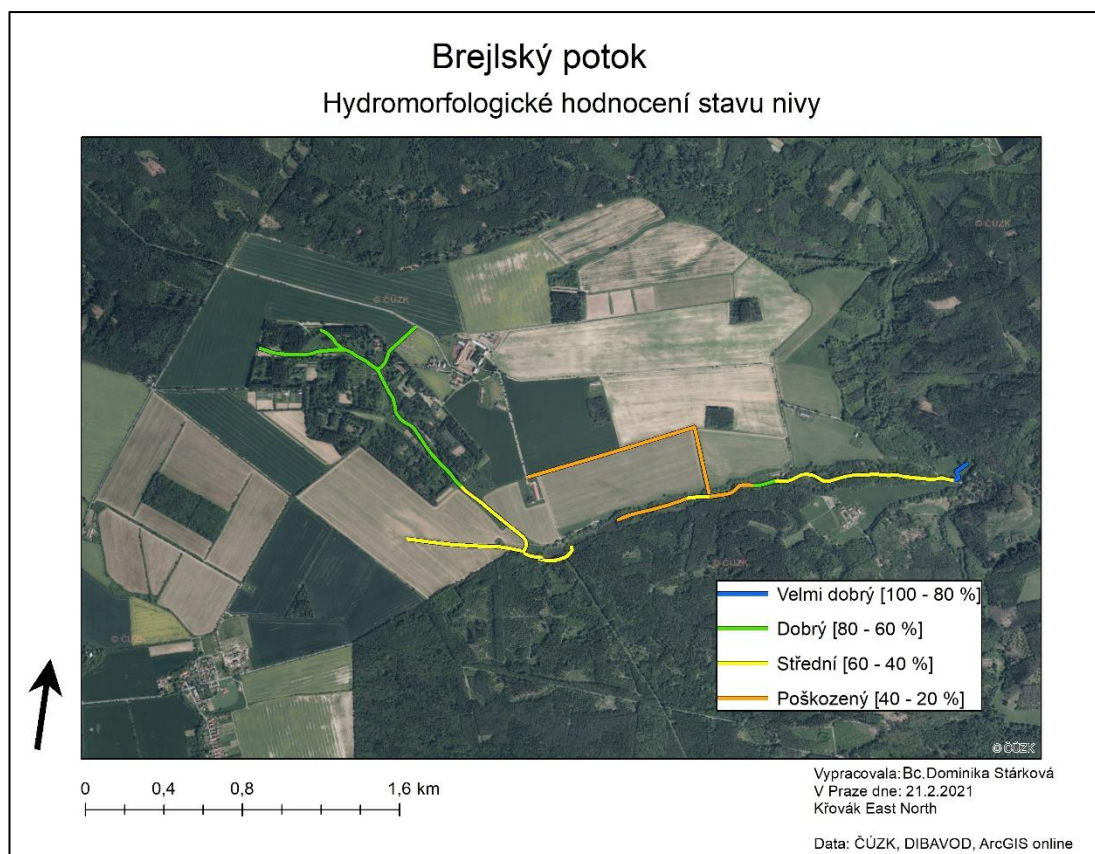 Brejlský potok
Hydromorfologické hodnocení stavu nivy
© ČÚZK
© ČÚZK
© ČÚZK
© ČÚZK
Velmi dobrý [100 - 80 %]
Dobrý [80 - 60 %]
Střední [60 - 40 %]
Poškozený [40 - 20 %]
© ČÚZK
0 0,4 0,8 1,6 km
Vypracovala: Bc. Dominika Stárková
V Praze dne: 21.2.2021
Křovák East North
Data: ČÚZK, DIBAVOD, ArcGIS online